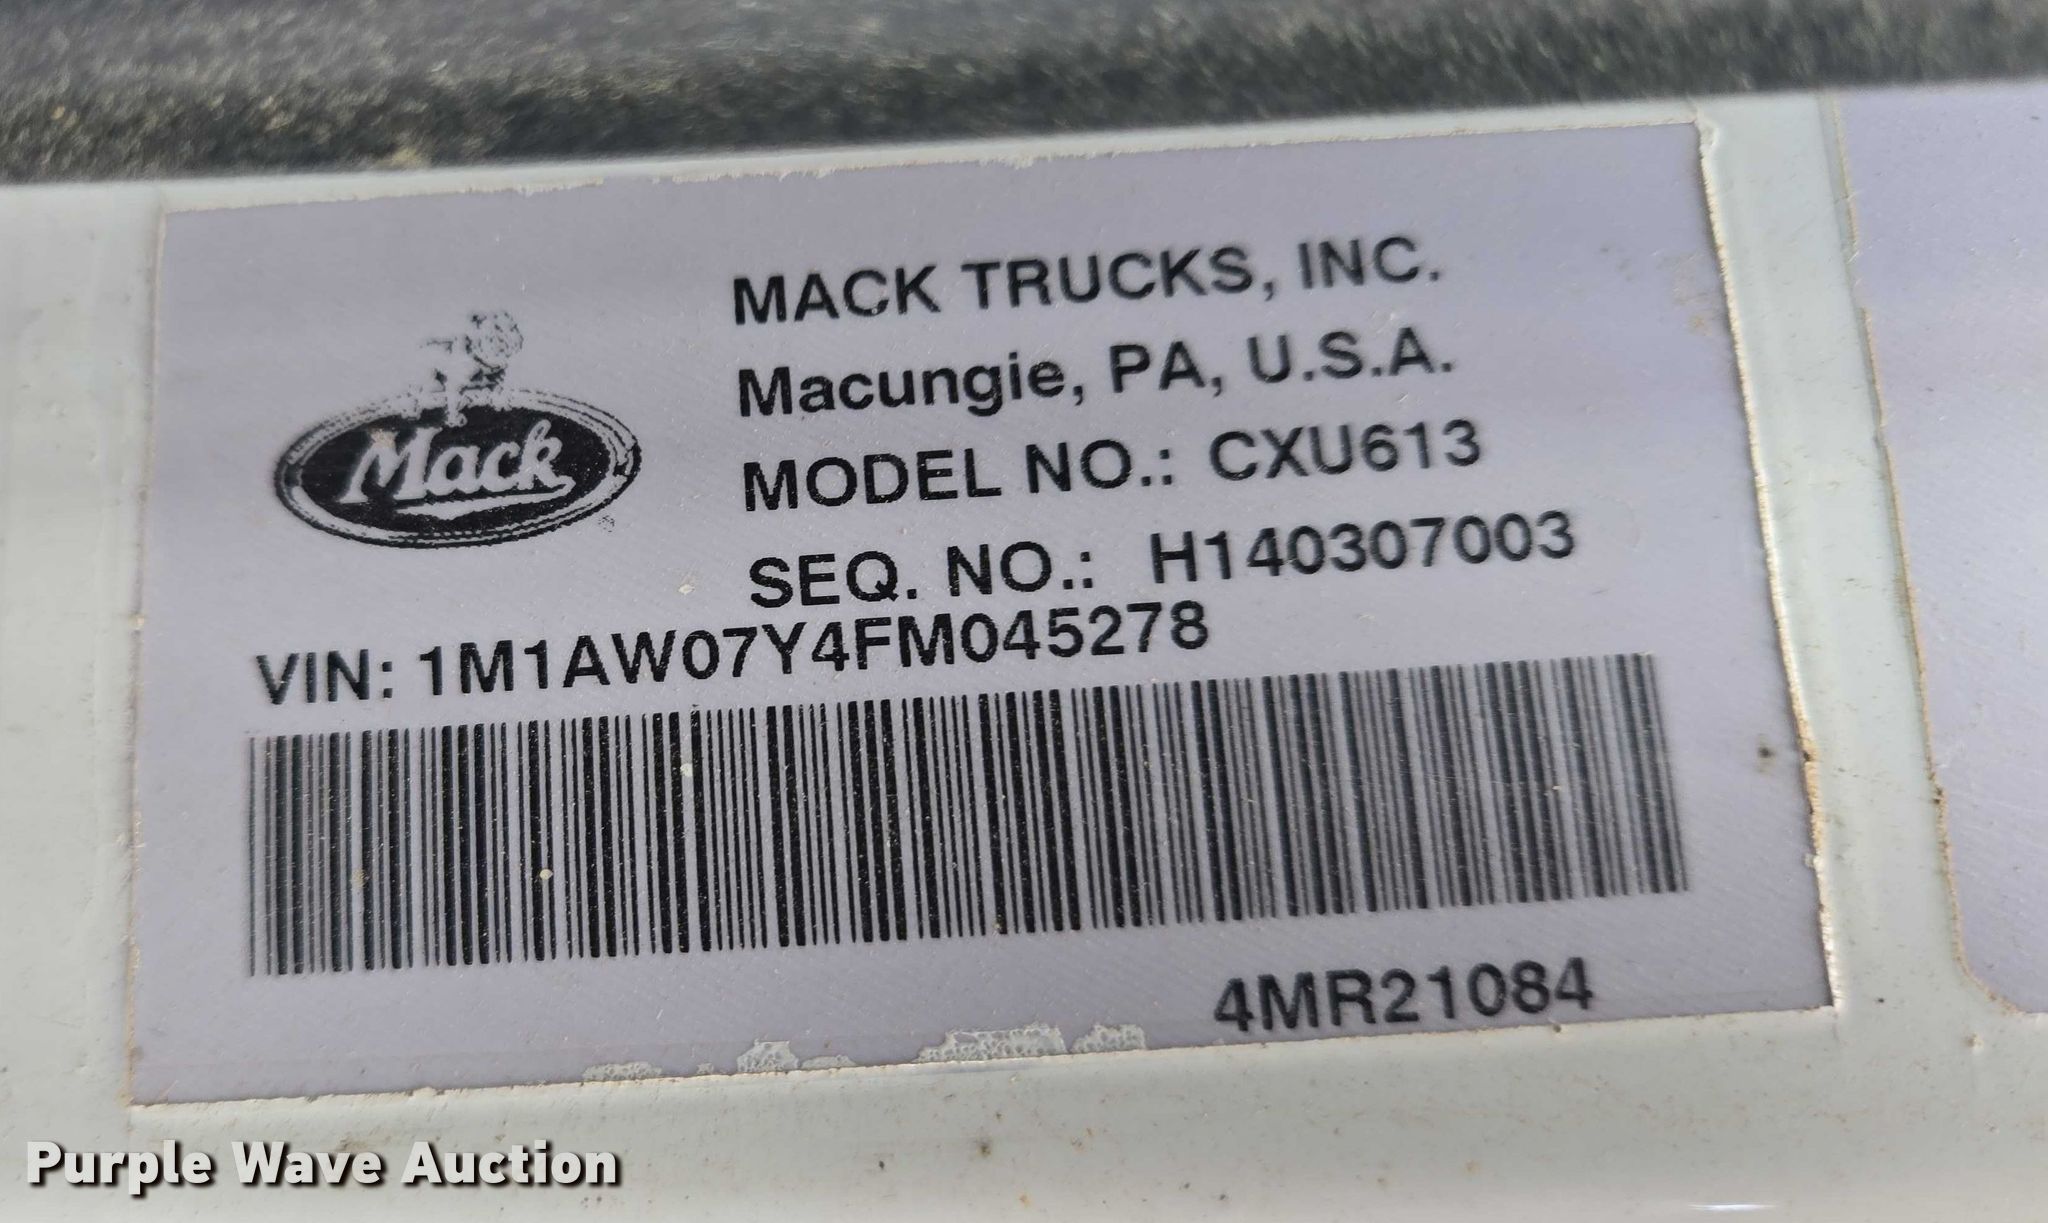 MACK TRUCKS, INC.
Macungie, PA, U.S.A.
Mack
MODEL NO.: CXU613
SEQ. NO.: H140307003
VIN: 1M1AW07Y4FM045278
4MR21084
Purple Wave Auction